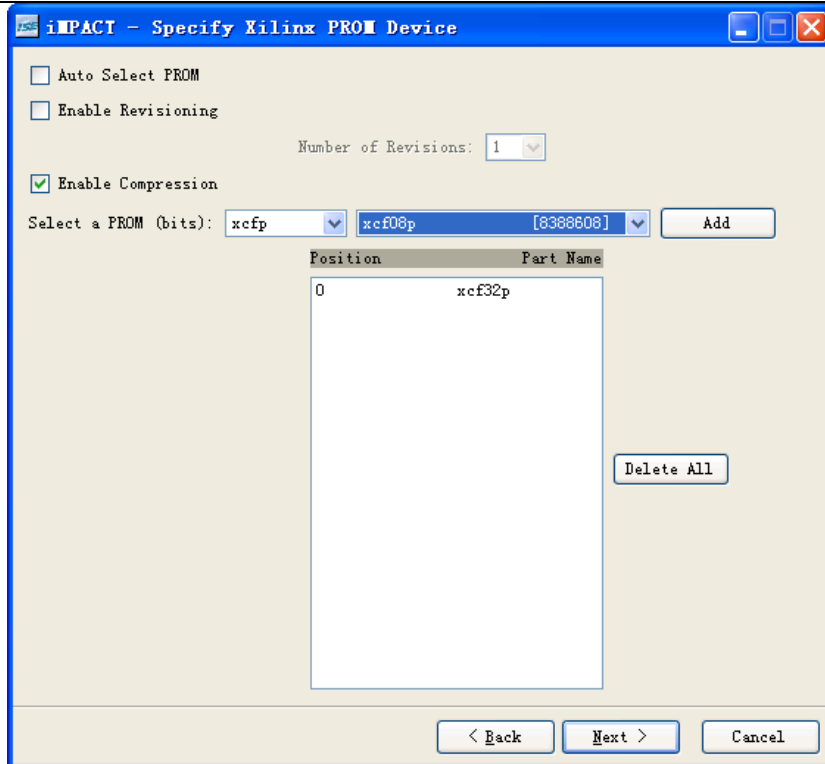 ISE iMPACT - Specify Xilinx PROM Device
Auto Select PROM
Enable Revisioning
Number of Revisions: 1
Enable Compression
Select a PROM (bits): xcfp xcf08p [8388608] Add
Position Part Name
0 xcf32p
Delete All
< Back Next > Cancel